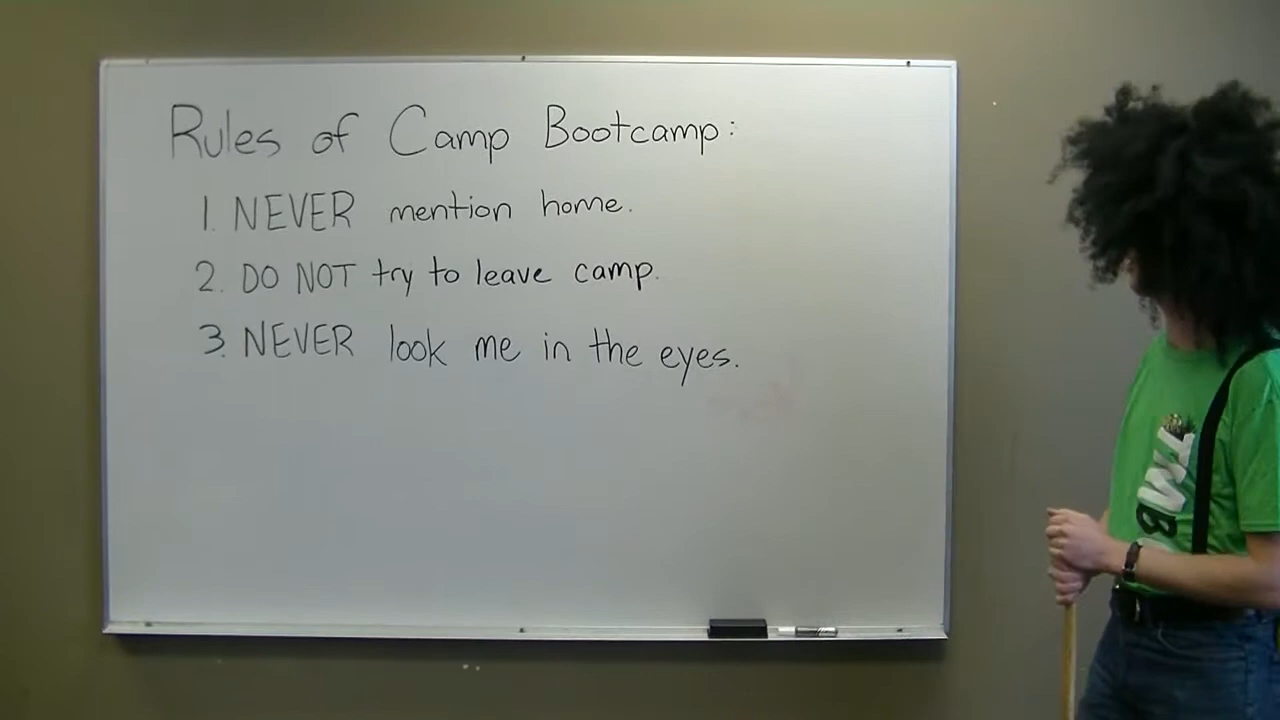 Rules of Camp Bootcamp:
1. NEVER mention home.
2. DO NOT try to leave camp.
3. NEVER look me in the eyes.